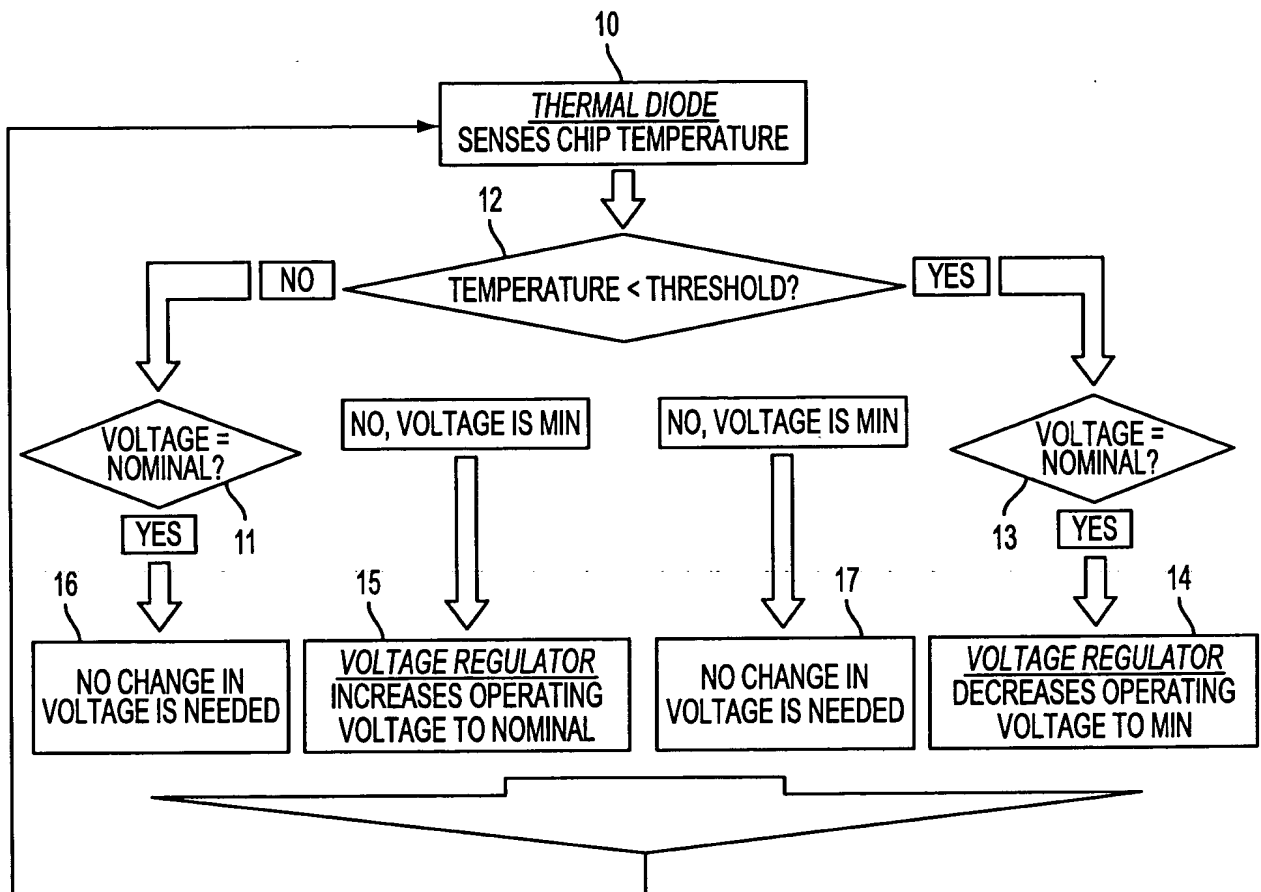 10
THERMAL DIODE
SENSES CHIP TEMPERATURE
12
NO
TEMPERATURE < THRESHOLD?
YES
VOLTAGE =
NOMINAL?
11
YES
NO, VOLTAGE IS MIN
NO, VOLTAGE IS MIN
VOLTAGE =
NOMINAL?
13
YES
16
NO CHANGE IN
VOLTAGE IS NEEDED
15
VOLTAGE REGULATOR
INCREASES OPERATING
VOLTAGE TO NOMINAL
17
NO CHANGE IN
VOLTAGE IS NEEDED
14
VOLTAGE REGULATOR
DECREASES OPERATING
VOLTAGE TO MIN